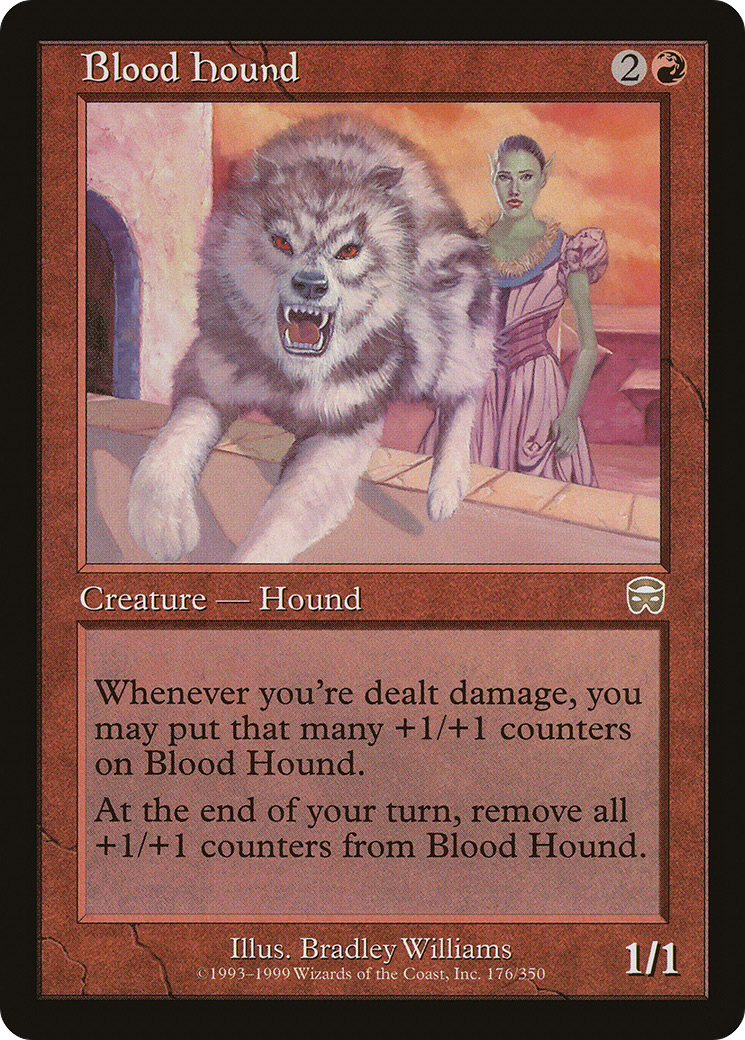 Blood Hound
2
Creature — Hound
Whenever you're dealt damage, you
may put that many +1/+1 counters
on Blood Hound.
At the end of your turn, remove all
+1/+1 counters from Blood Hound.
Illus. Bradley Williams
©1993–1999 Wizards of the Coast, Inc. 176/350
1/1